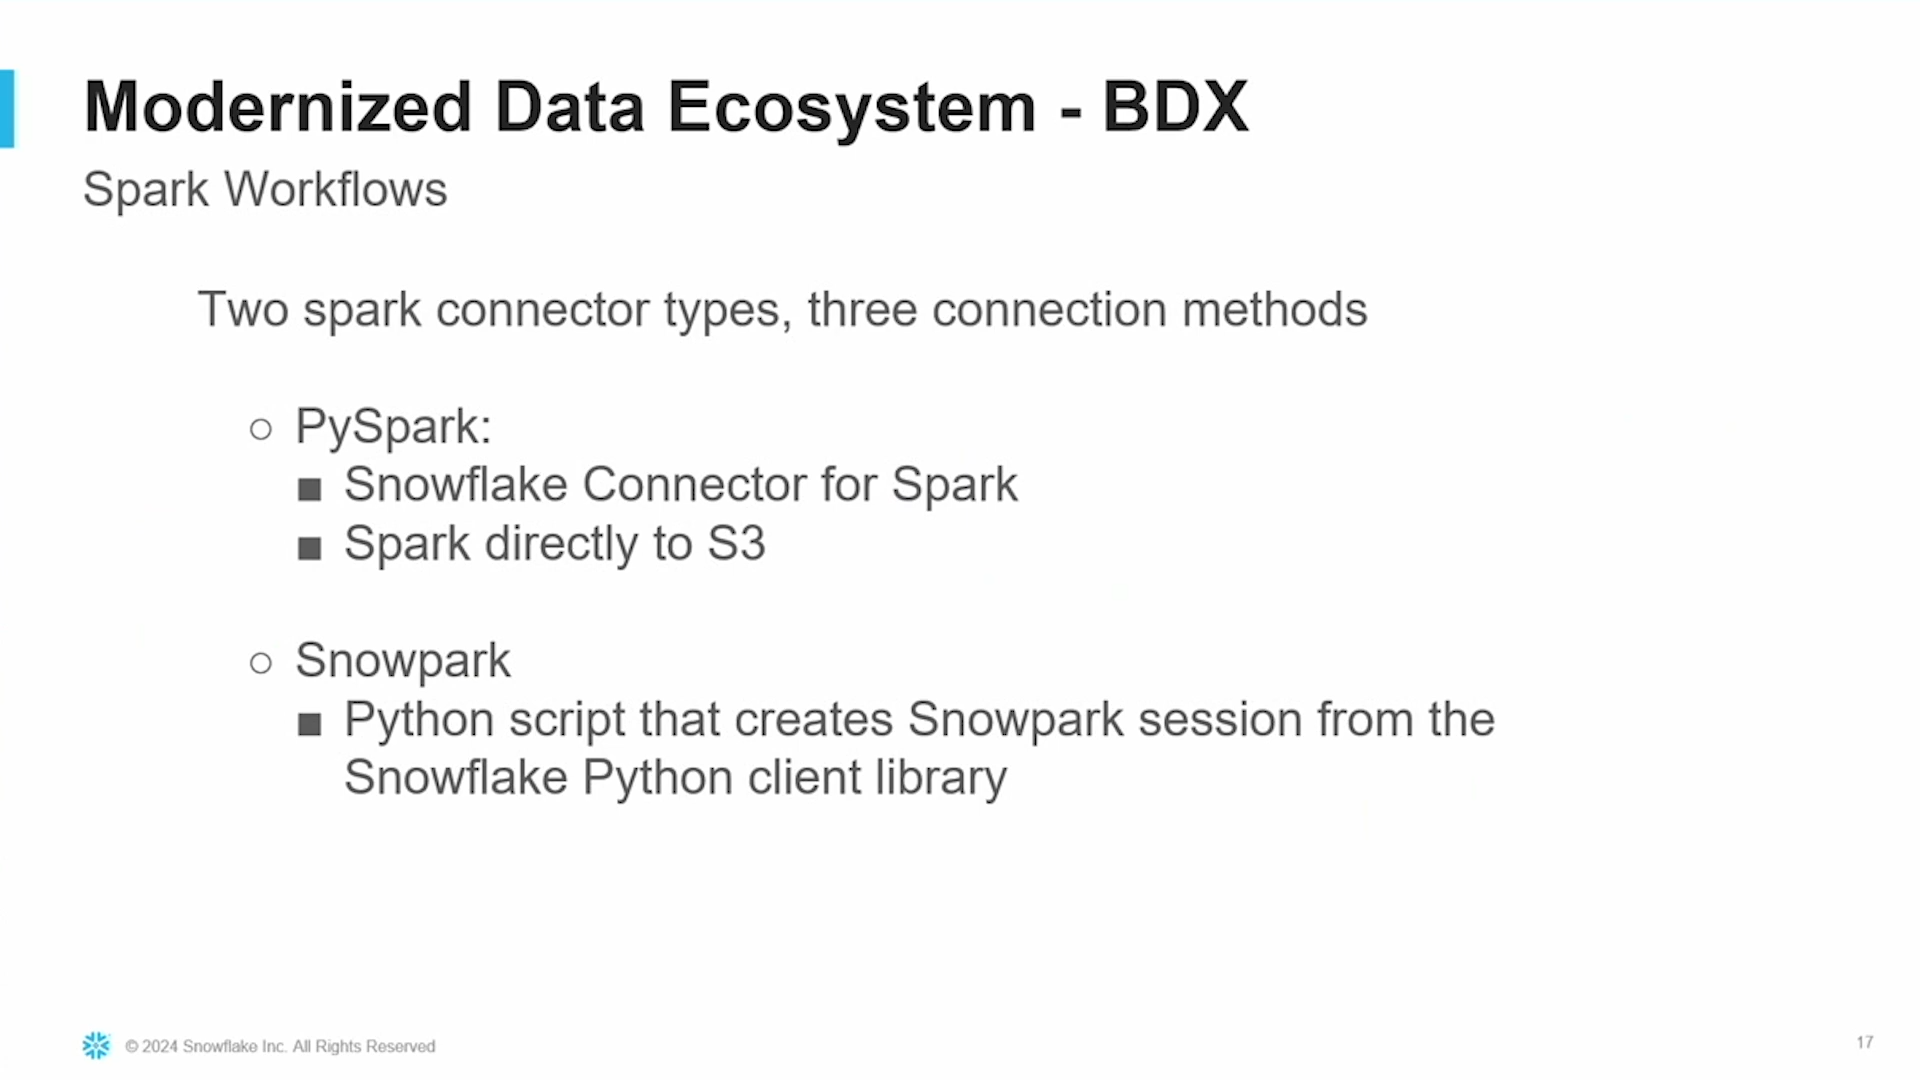 Modernized Data Ecosystem - BDX
Spark Workflows
Two spark connector types, three connection methods
○ PySpark:
■ Snowflake Connector for Spark
■ Spark directly to S3
○ Snowpark
■ Python script that creates Snowpark session from the
Snowflake Python client library
© 2024 Snowflake Inc. All Rights Reserved
17